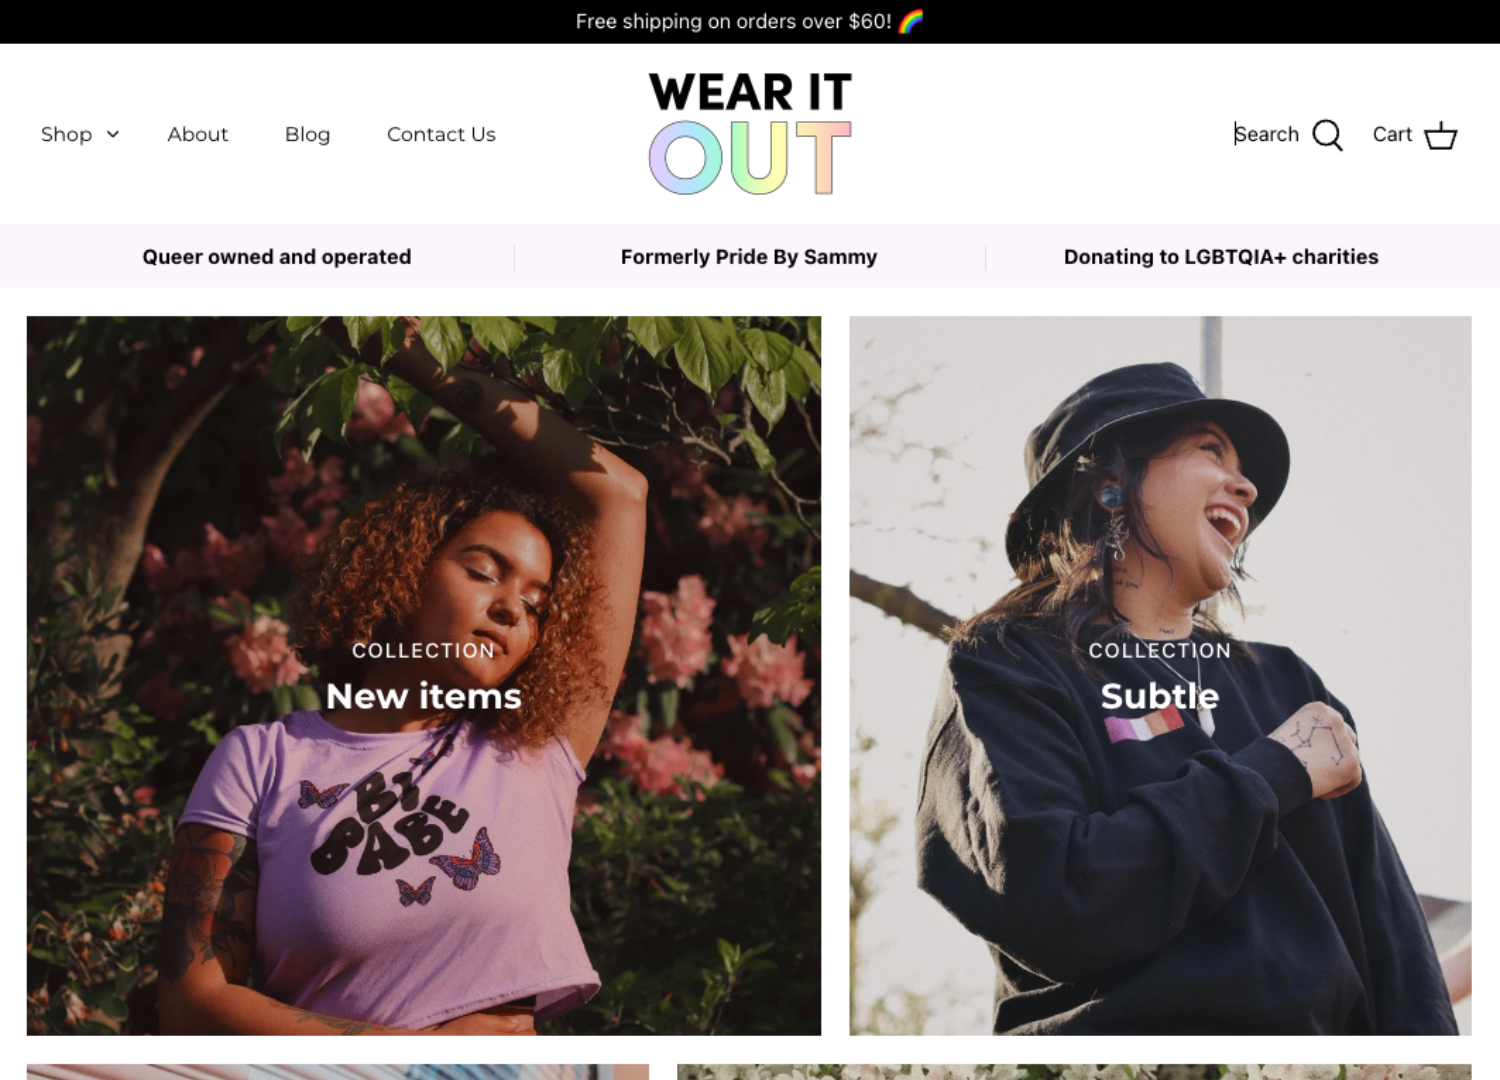 Free shipping on orders over $60! 🌈
Shop
About
Blog
Contact Us
WEAR IT
OUT
Search
Cart
Queer owned and operated
Formerly Pride By Sammy
Donating to LGBTQIA+ charities
COLLECTION
New items
BI
BABE
COLLECTION
Subtle